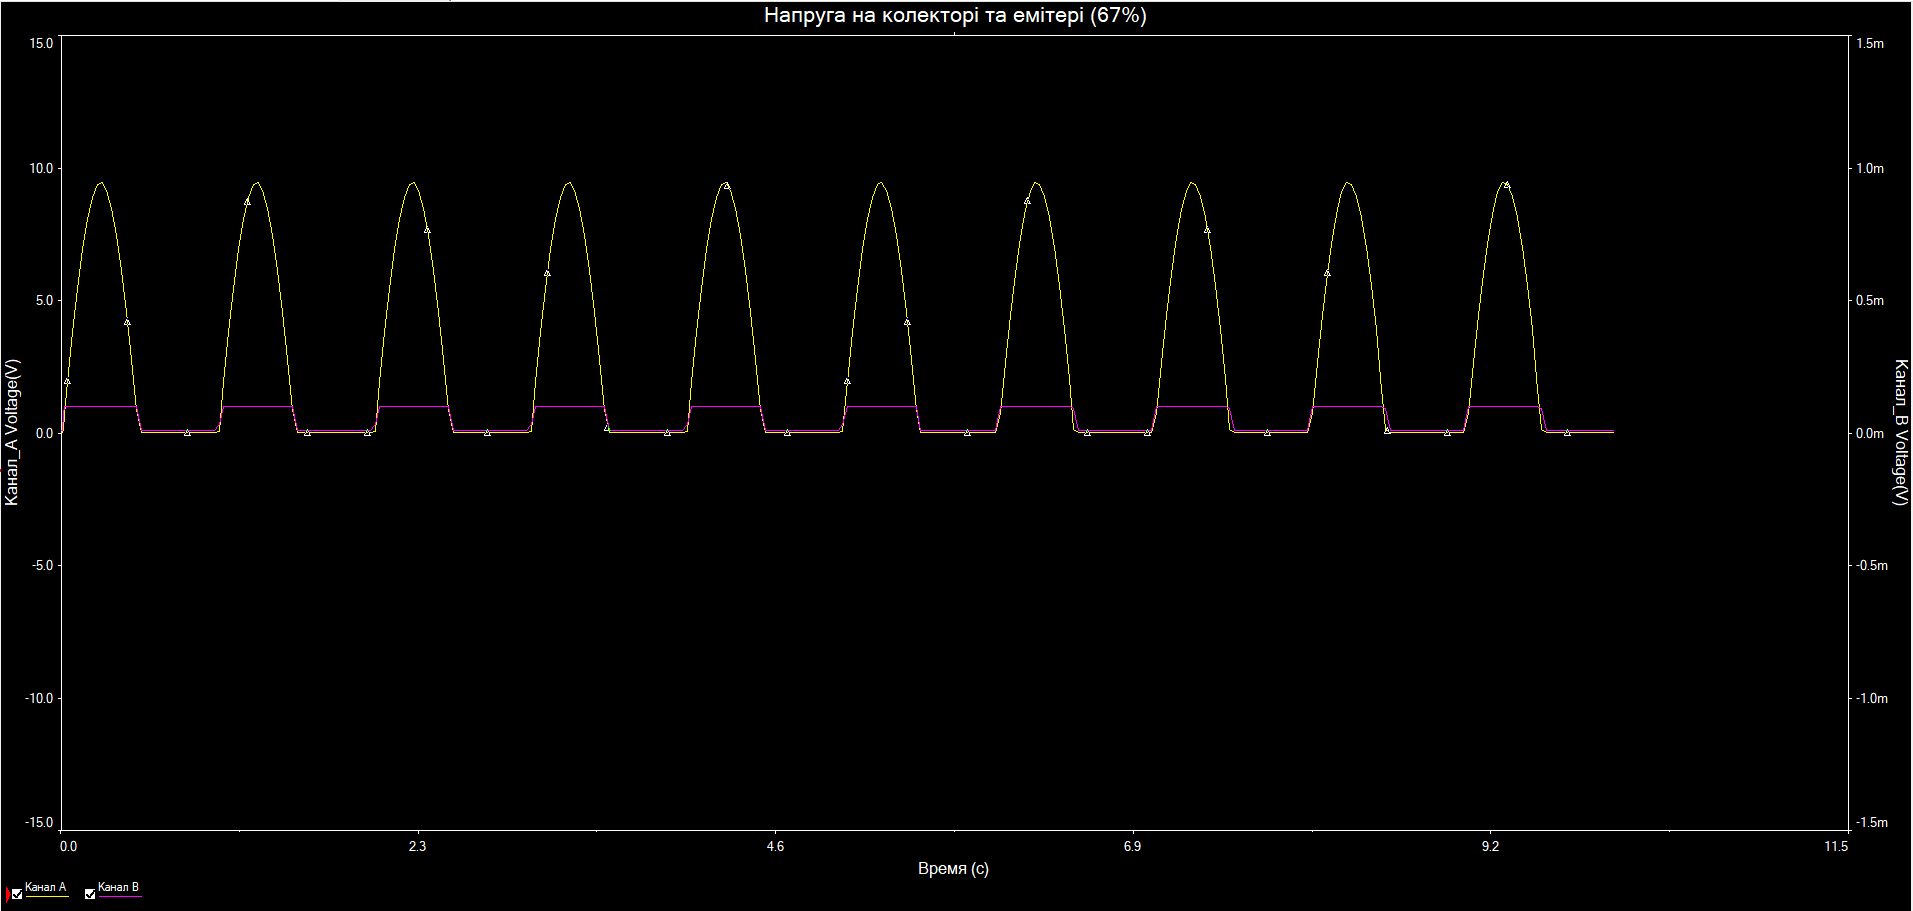 Напруга на колекторі та емітері (67%)
15.0
10.0
5.0
0.0
-5.0
-10.0
-15.0
Канал_A Voltage(V)
1.5m
1.0m
0.5m
0.0m
-0.5m
-1.0m
-1.5m
Канал_B Voltage(V)
0.0 2.3 4.6 6.9 9.2 11.5
Время (с)
Канал A Канал B